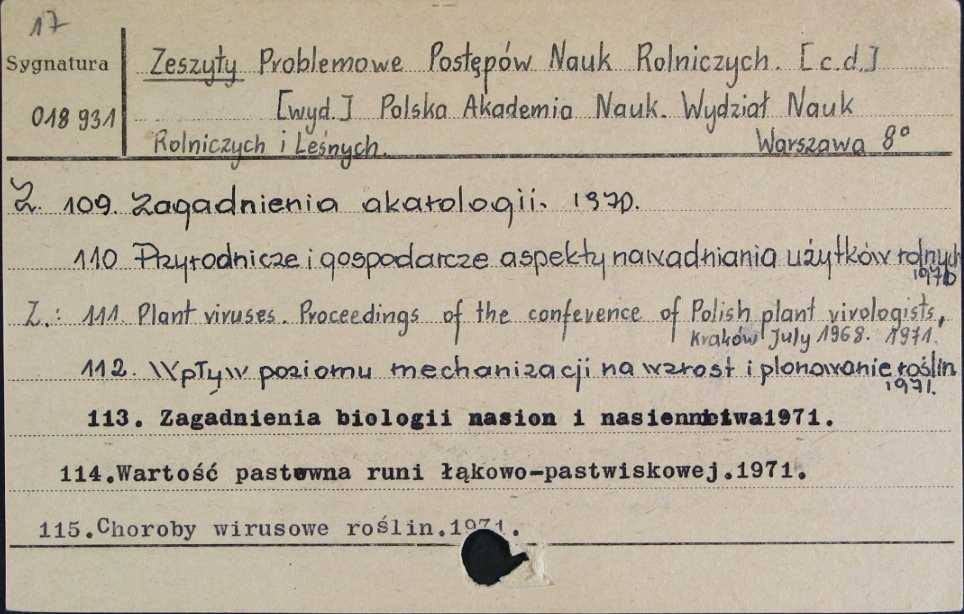 17
Sygnatura
018 931
Zeszyty Problemowe Postępów Nauk Rolniczych. [c.d.]
[wyd.] Polska Akademia Nauk. Wydział Nauk
Rolniczych i Leśnych. Warszawa 8°
Z. 109. Zagadnienia akarologii. 1970.
110 Przyrodnicze i gospodarcze aspekty nawadniania użytków rolnych
1970
Z.: 111. Plant viruses. Proceedings of the conference of Polish plant virologists,
Kraków July 1968. 1971.
112. Wpływ poziomu mechanizacji na wzrost i plonowanie roślin
1971.
113. Zagadnienia biologii nasion i nasiennictwa 1971.
114.Wartość pastewna runi łąkowo-pastwiskowej.1971.
115.Choroby wirusowe roślin.1971.